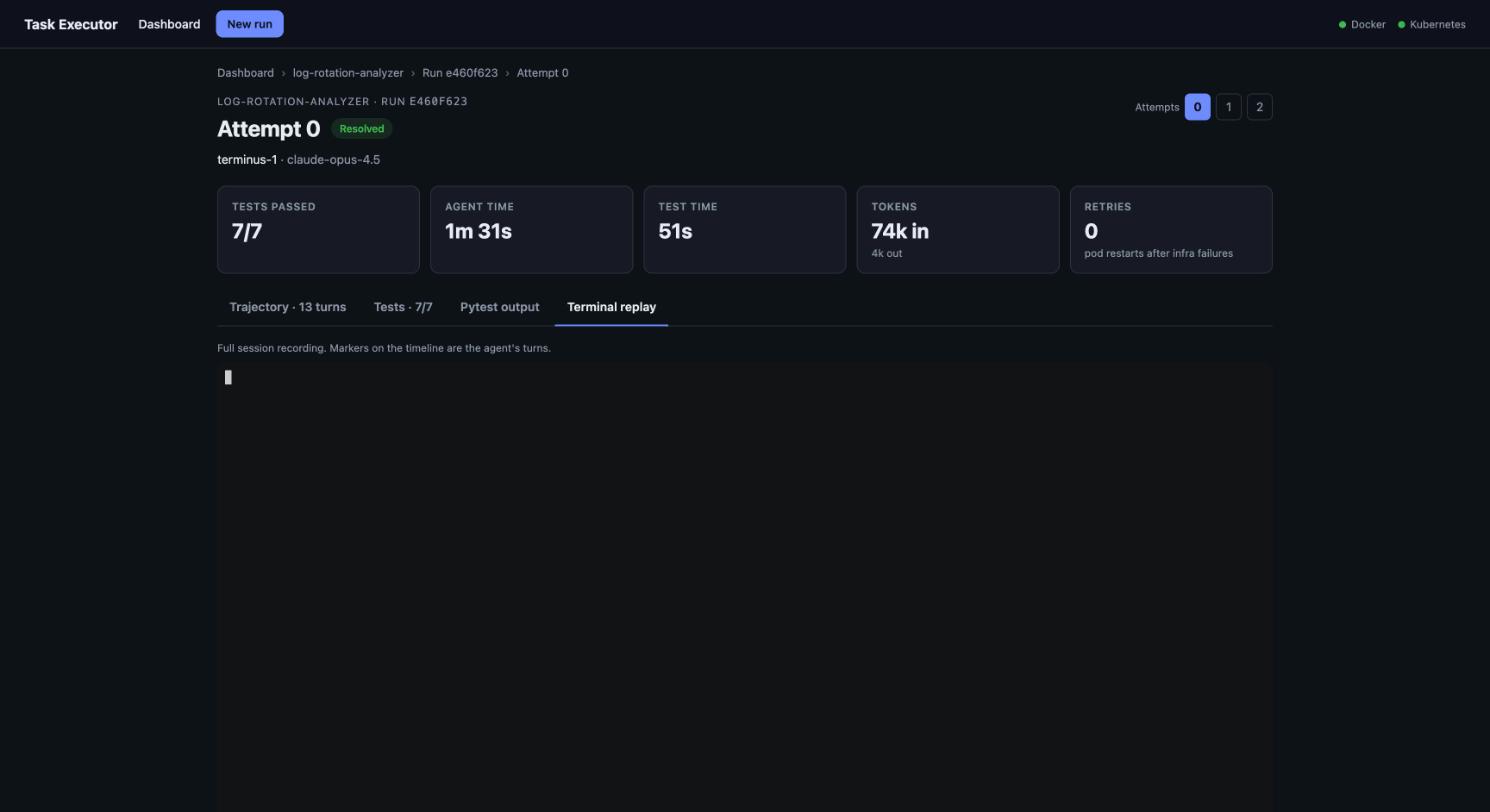 Task Executor Dashboard New run Docker Kubernetes
Dashboard › log-rotation-analyzer › Run e460f623 › Attempt 0
LOG-ROTATION-ANALYZER · RUN E460F623
Attempts 0 1 2
Attempt 0 Resolved
terminus-1 · claude-opus-4.5
TESTS PASSED
7/7
AGENT TIME
1m 31s
TEST TIME
51s
TOKENS
74k in
4k out
RETRIES
0
pod restarts after infra failures
Trajectory · 13 turns Tests · 7/7 Pytest output Terminal replay
Full session recording. Markers on the timeline are the agent's turns.